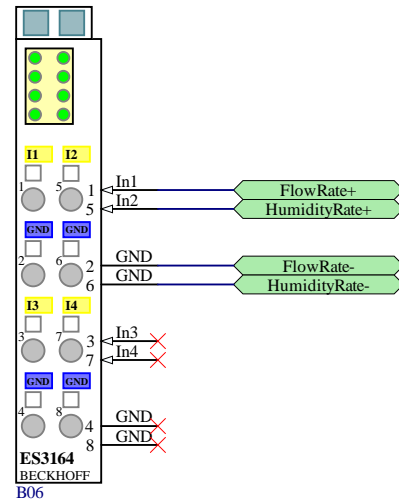 I1 I2
1 5
In1
1
FlowRate+
In2
5
HumidityRate+
GND GND
2 6
GND
2
FlowRate-
GND
6
HumidityRate-
I3 I4
3 7
In3
3
In4
7
GND GND
4 8
GND
4
GND
8
ES3164
BECKHOFF
B06